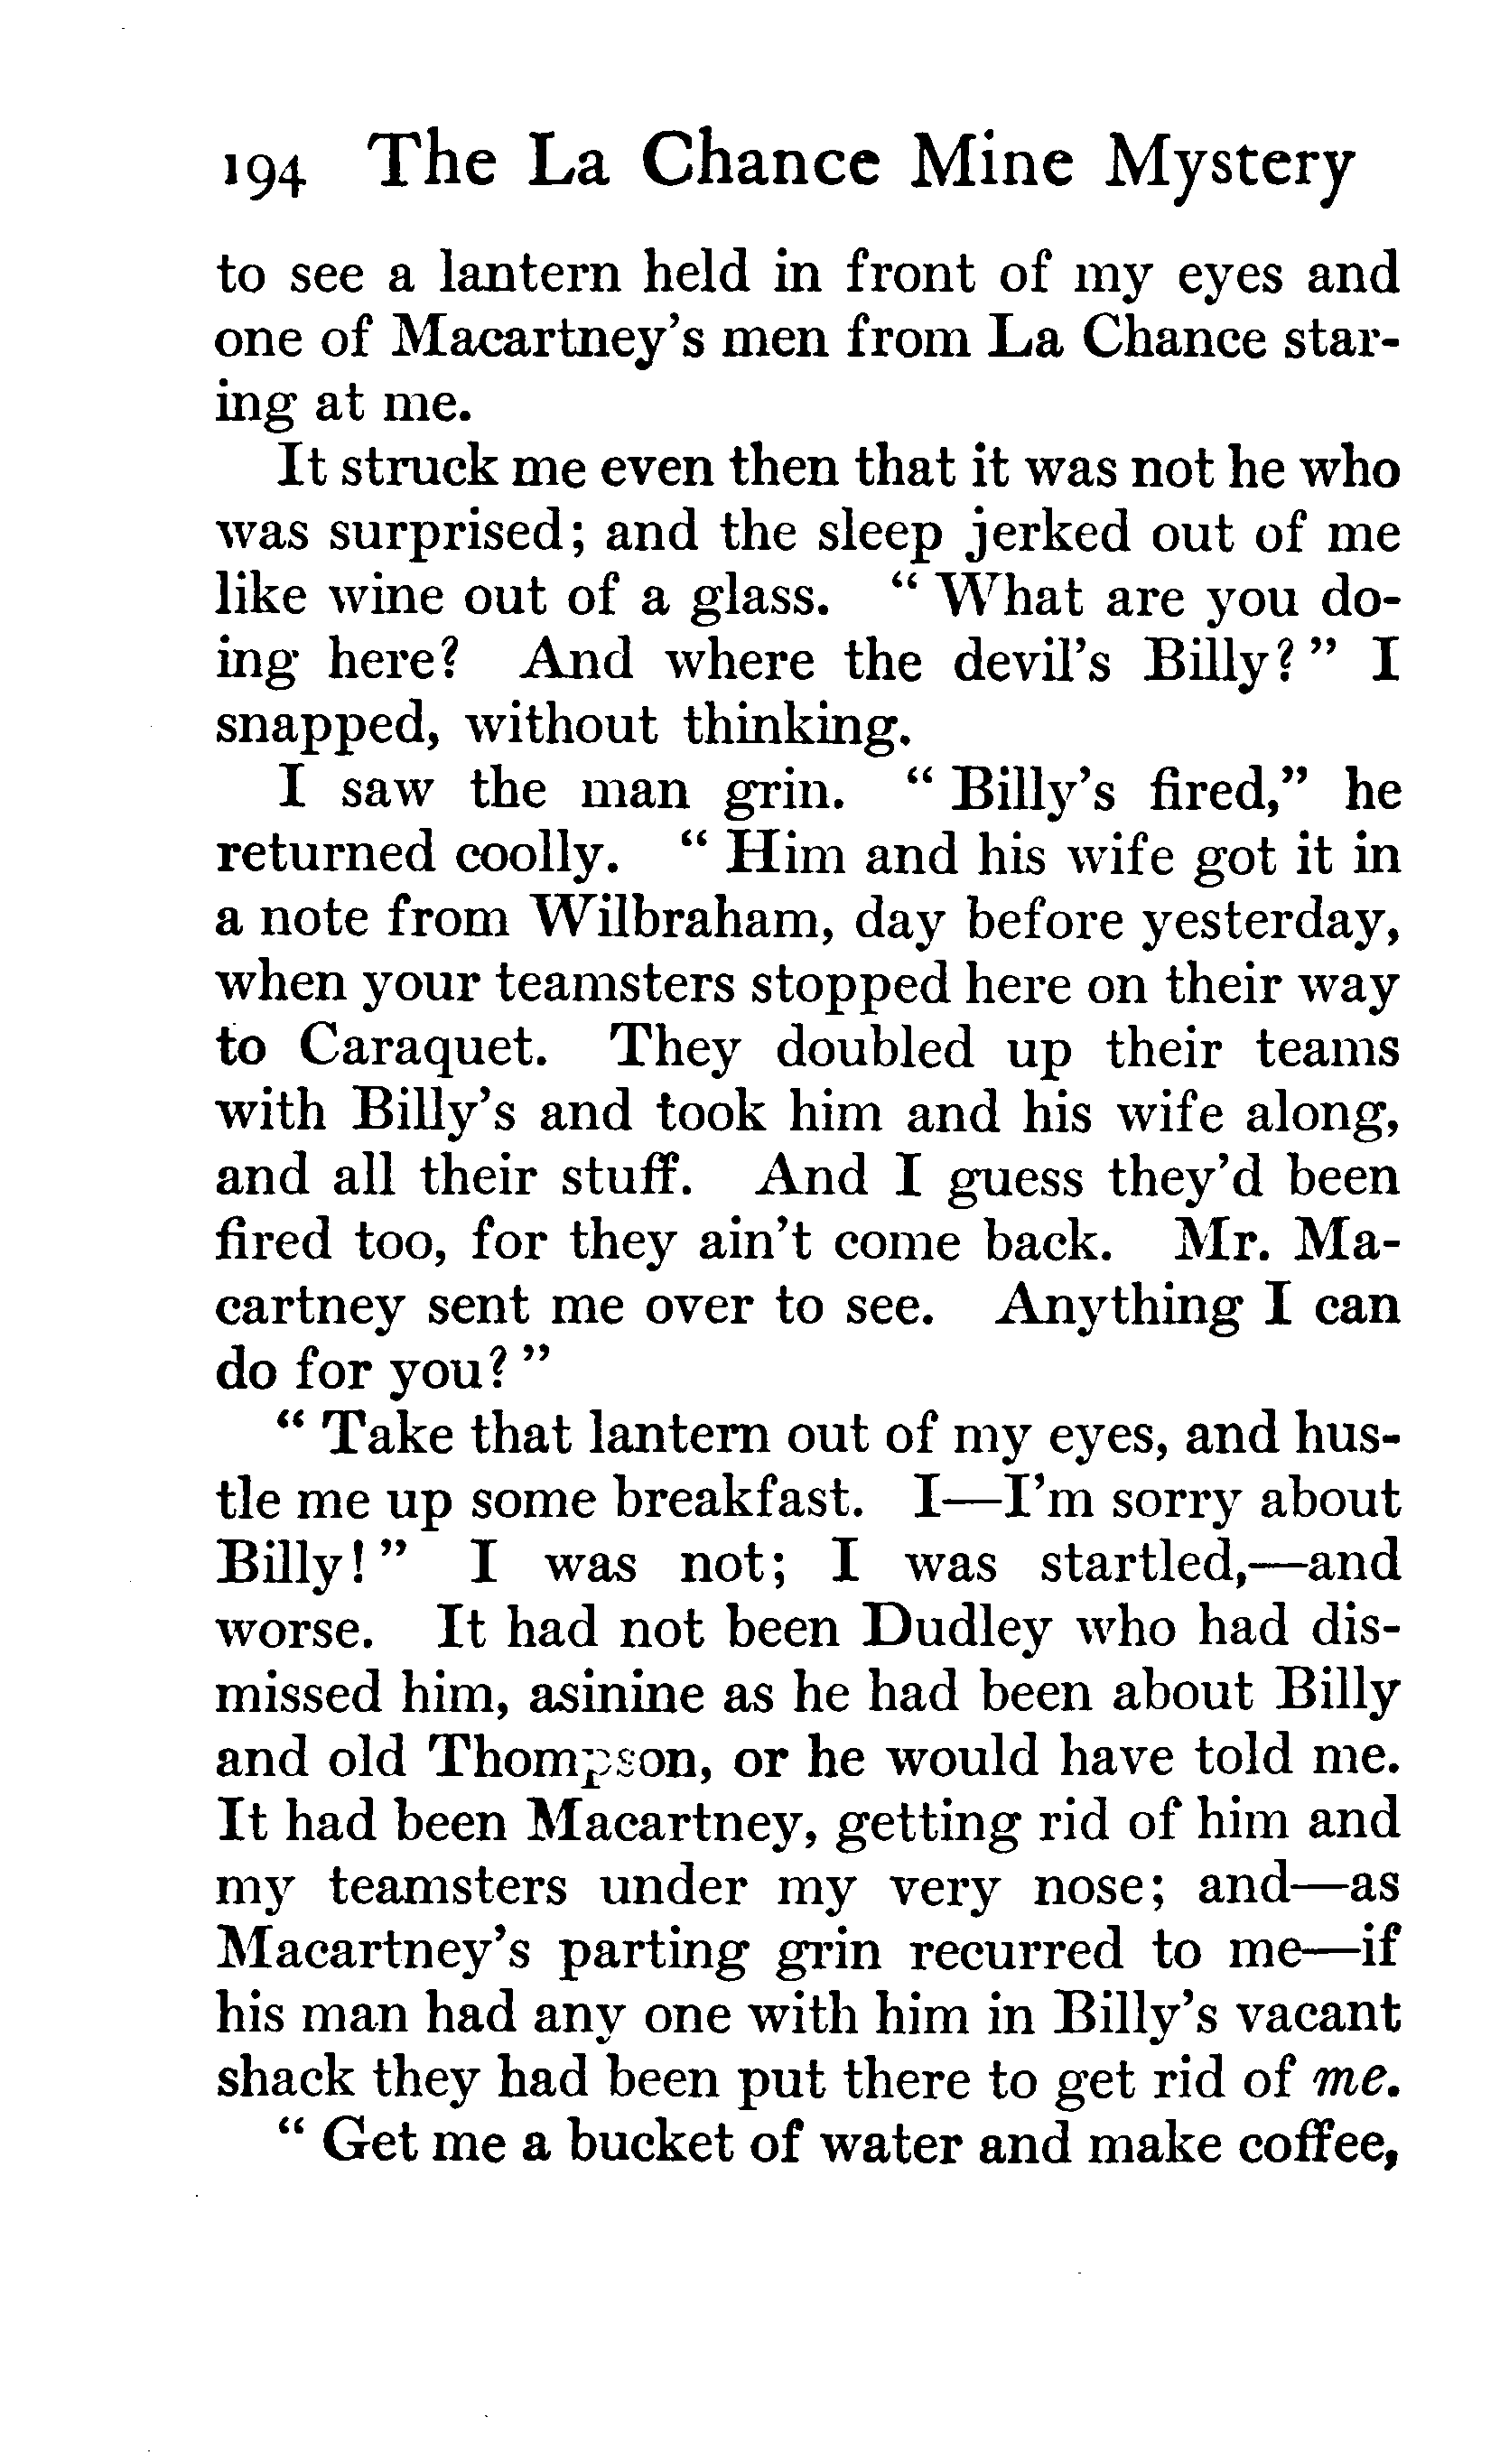 194 The La Chance Mine Mystery
to see a lantern held in front of my eyes and
one of Macartney's men from La Chance star-
ing at me.
It struck me even then that it was not he who
was surprised; and the sleep jerked out of me
like wine out of a glass. "What are you do-
ing here? And where the devil's Billy?" I
snapped, without thinking.
I saw the man grin. "Billy's fired," he
returned coolly. "Him and his wife got it in
a note from Wilbraham, day before yesterday,
when your teamsters stopped here on their way
to Caraquet. They doubled up their teams
with Billy's and took him and his wife along,
and all their stuff. And I guess they'd been
fired too, for they ain't come back. Mr. Ma-
cartney sent me over to see. Anything I can
do for you?"
"Take that lantern out of my eyes, and hus-
tle me up some breakfast. I—I'm sorry about
Billy!" I was not; I was startled,—and
worse. It had not been Dudley who had dis-
missed him, asinine as he had been about Billy
and old Thompson, or he would have told me.
It had been Macartney, getting rid of him and
my teamsters under my very nose; and—as
Macartney's parting grin recurred to me—if
his man had any one with him in Billy's vacant
shack they had been put there to get rid of me.
"Get me a bucket of water and make coffee,